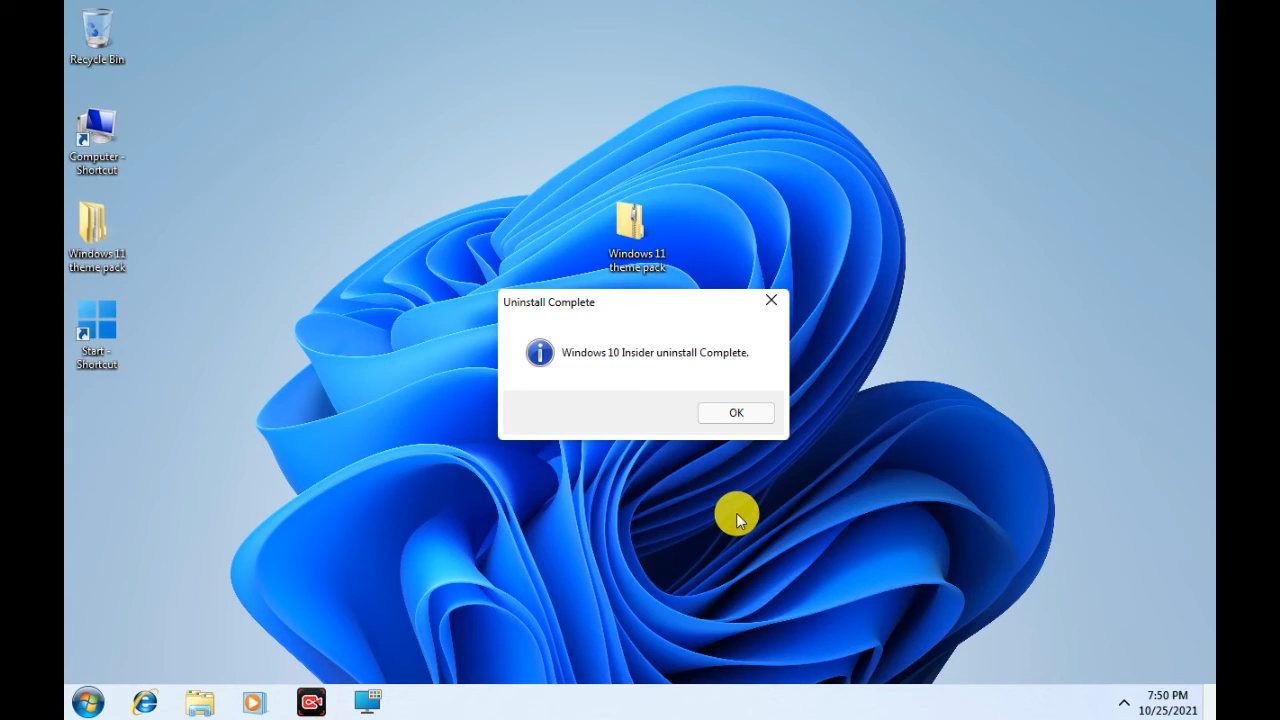 Recycle Bin
Computer -
Shortcut
Windows 11
theme pack
Start -
Shortcut
Windows 11
theme pack
Uninstall Complete
Windows 10 Insider uninstall Complete.
OK
7:50 PM
10/25/2021